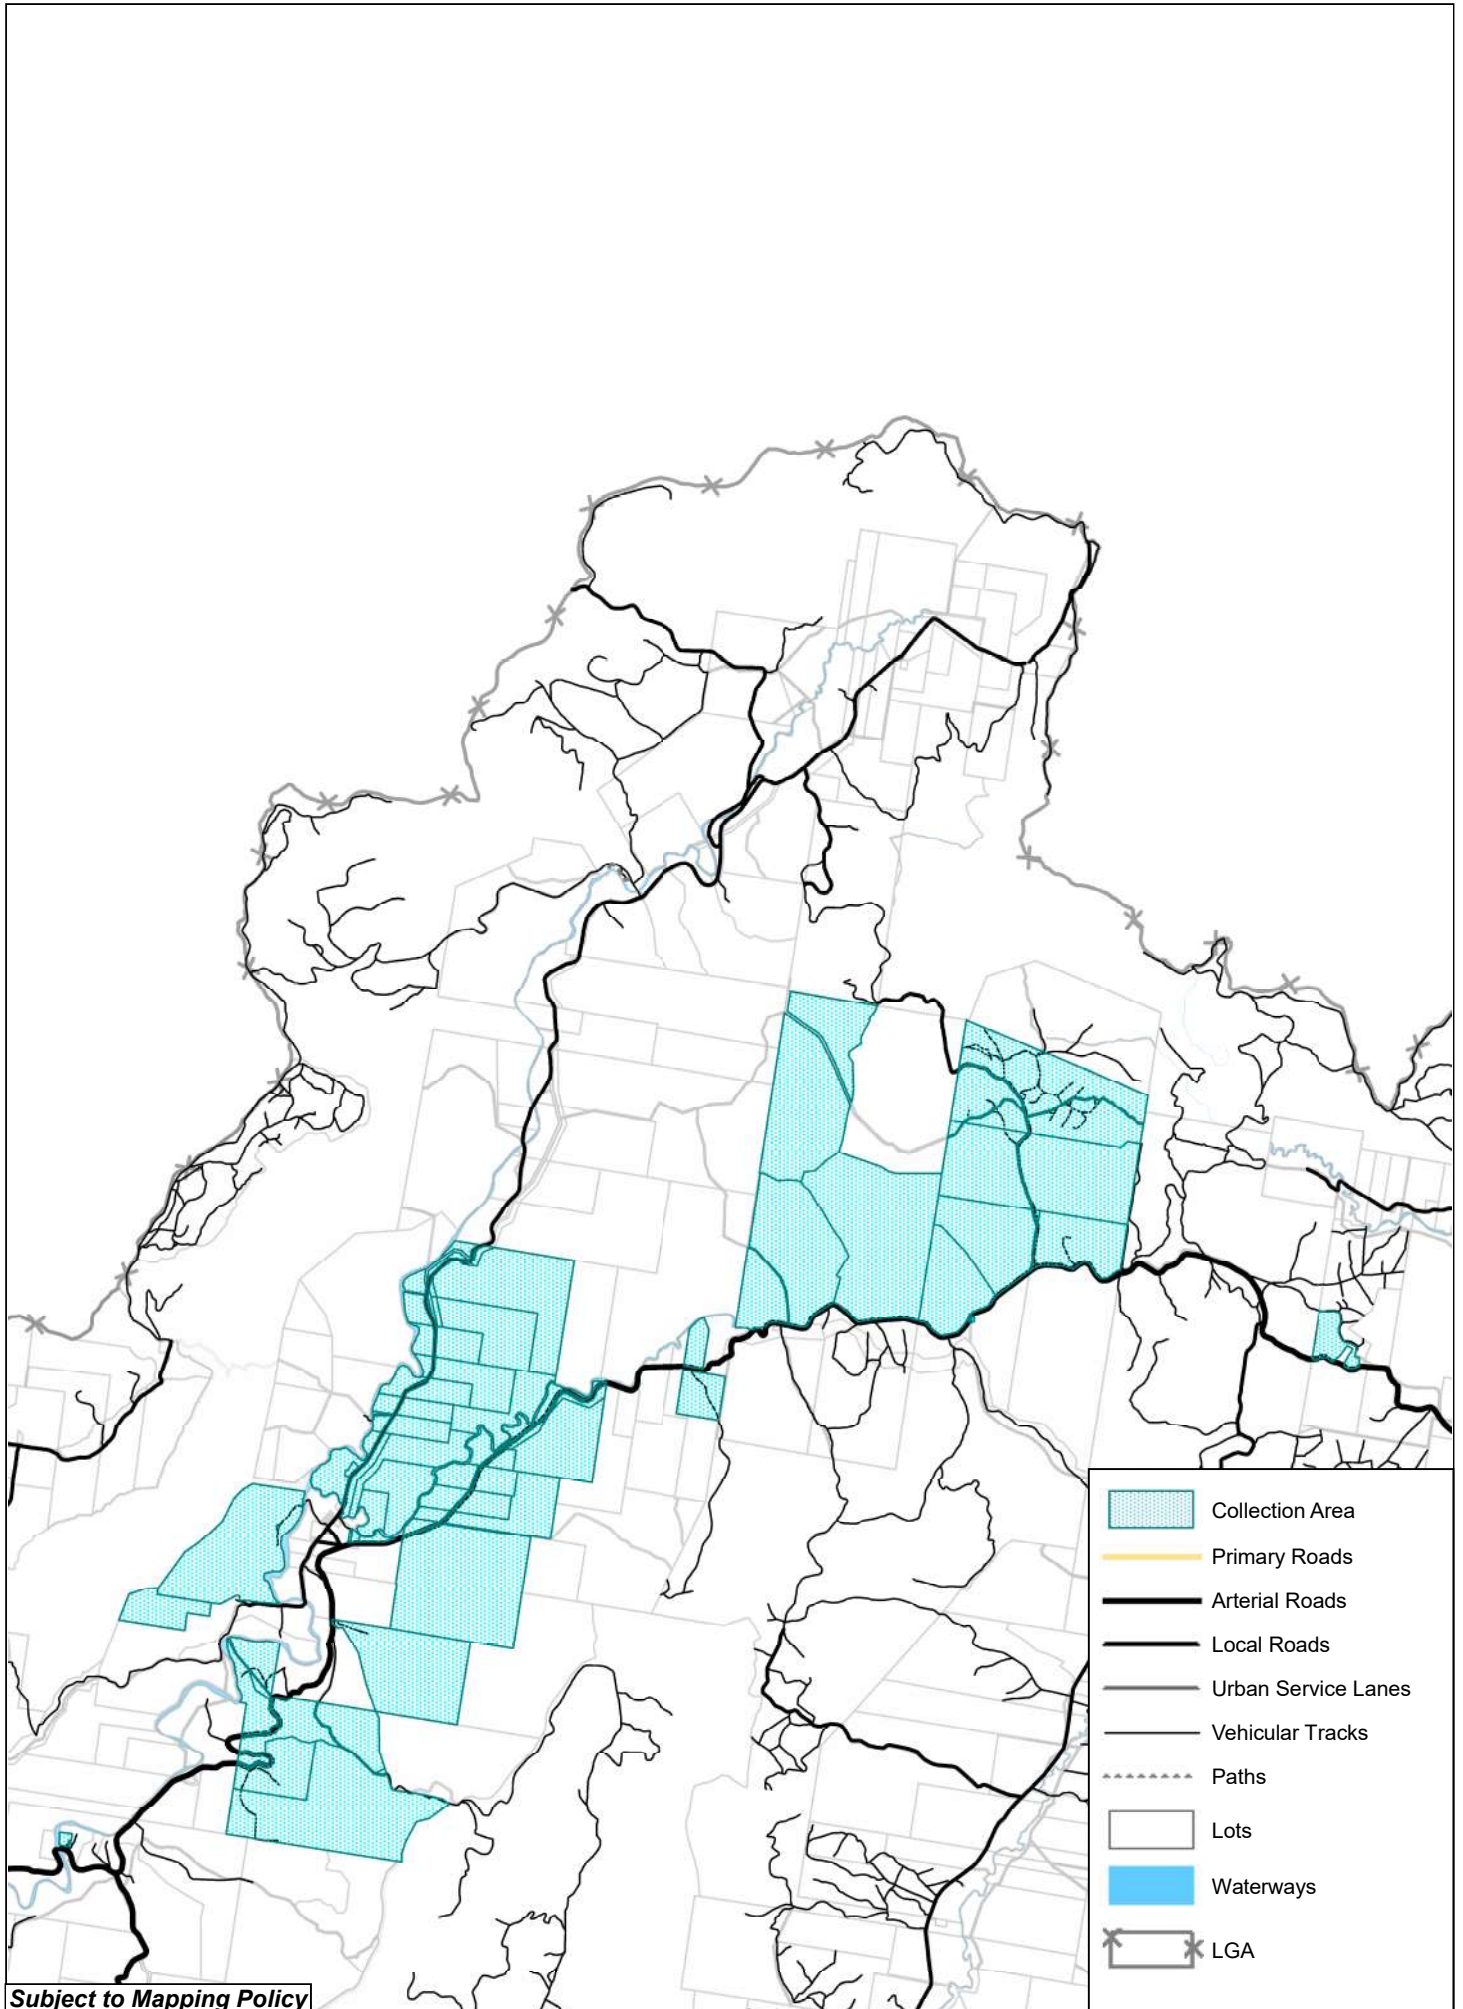 Collection Area
Primary Roads
Arterial Roads
Local Roads
Urban Service Lanes
Vehicular Tracks
Paths
Lots
Waterways
LGA
Subject to Mapping Policy